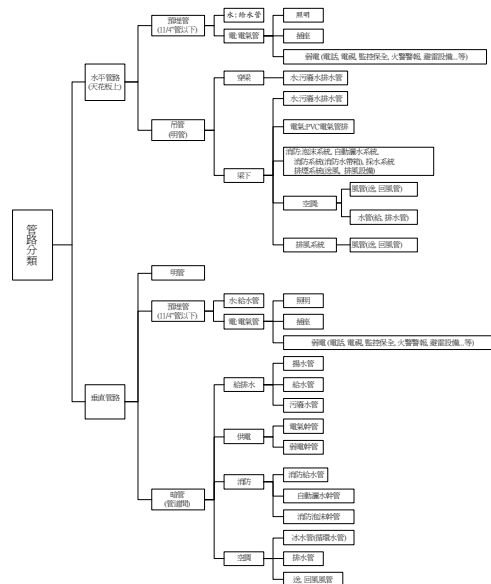 管路分類
水平管路
(天花板上)
預埋管
(11/4"管以下)
水:給水管
電:電氣管
照明
插座
弱電(電話, 電視, 監控保全, 火警警報, 避雷設備...等)
吊管
(明管)
穿梁
水:污廢水排水管
梁下
水:污廢水排水管
電氣:PVC電氣管排
消防:泡沫系統, 自動灑水系統,
消防系統(消防水帶箱), 採水系統
排煙系統(送風, 排風設備)
空調:
風管(送, 回風管)
水管(給, 排水管)
排風系統
風管(送, 回風管)
垂直管路
明管
預埋管
(11/4"管以下)
水:給水管
電:電氣管
照明
插座
弱電(電話, 電視, 監控保全, 火警警報, 避雷設備...等)
暗管
(管道間)
給排水
揚水管
給水管
污廢水管
供電
電氣幹管
弱電幹管
消防
消防給水管
自動灑水幹管
消防泡沫幹管
空調
冰水管(循環水管)
排水管
送, 回風風管